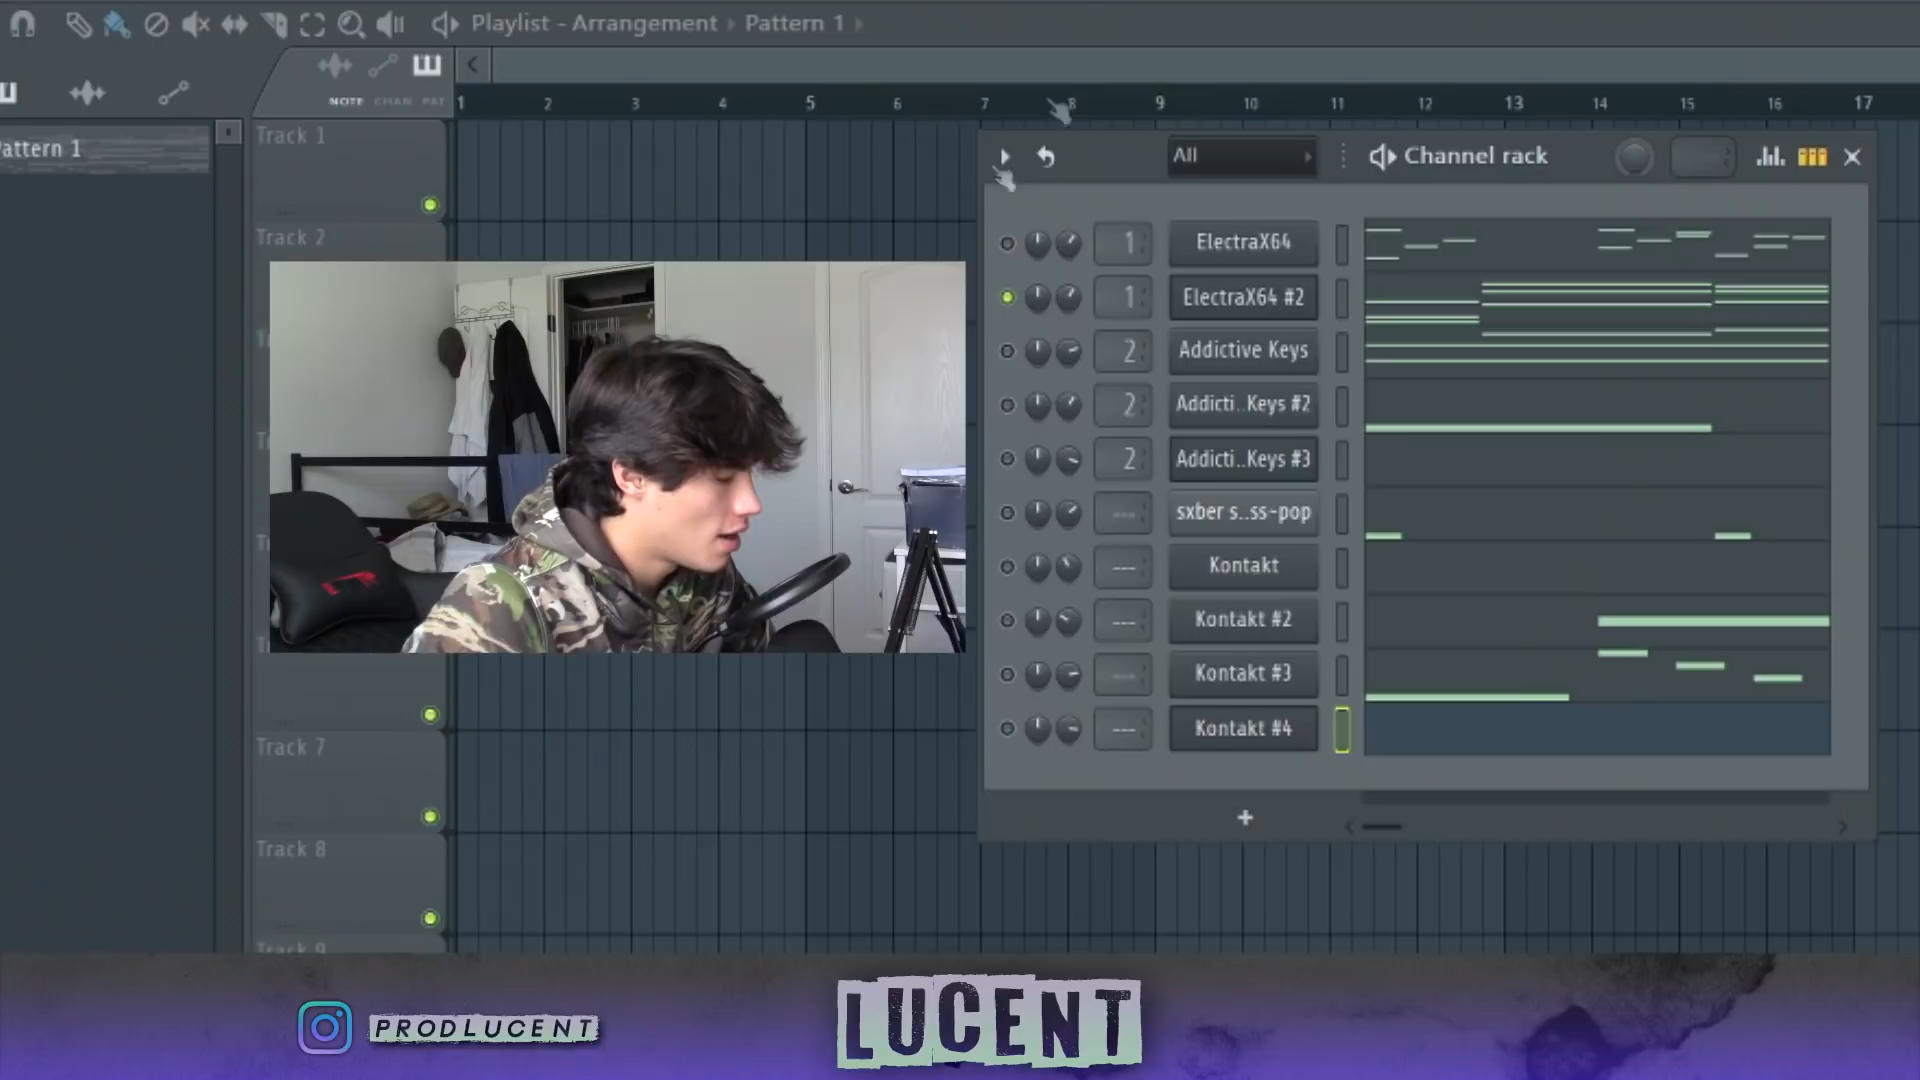 Playlist - Arrangement › Pattern 1 ›
NOTE CHAN PAT
1 2 3 4 5 6 7 8 9 10 11 12 13 14 15 16 17
attern 1
Track 1
Track 2
Track 7
Track 8
Track 9
All
Channel rack
1 ElectraX64
1 ElectraX64 #2
2 Addictive Keys
2 Addicti..Keys #2
2 Addicti..Keys #3
--- sxber s..ss-pop
--- Kontakt
--- Kontakt #2
--- Kontakt #3
--- Kontakt #4
+
PRODLUCENT
LUCENT